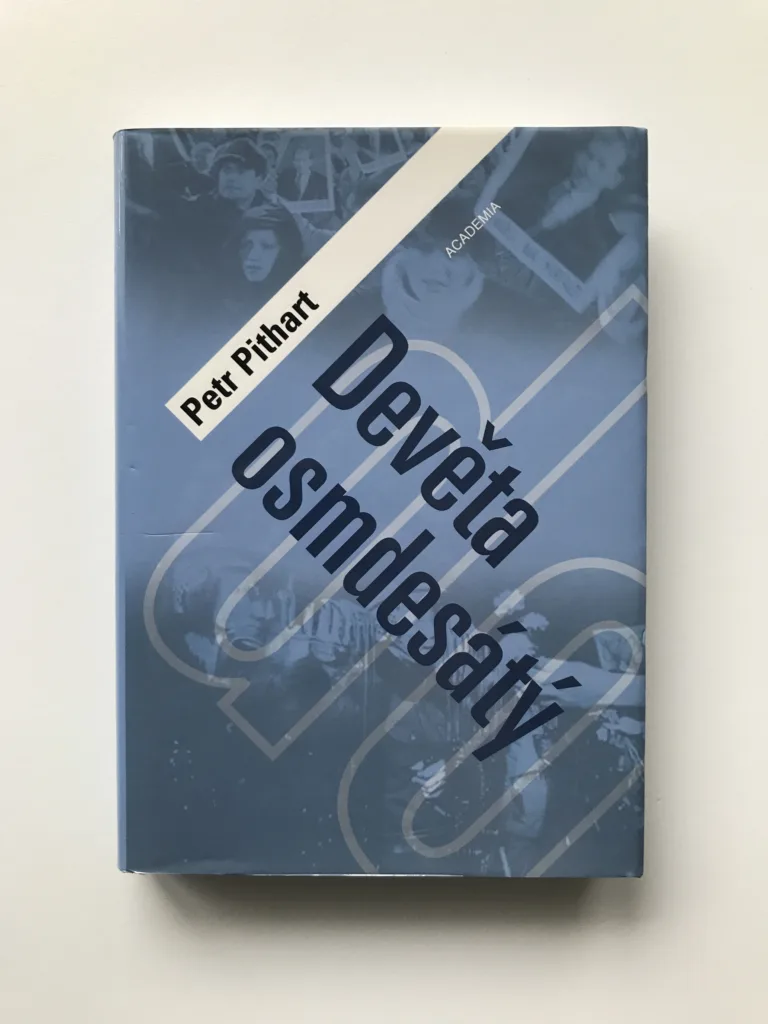 Petr Pithart
ACADEMIA
Devěta
osmdesátý